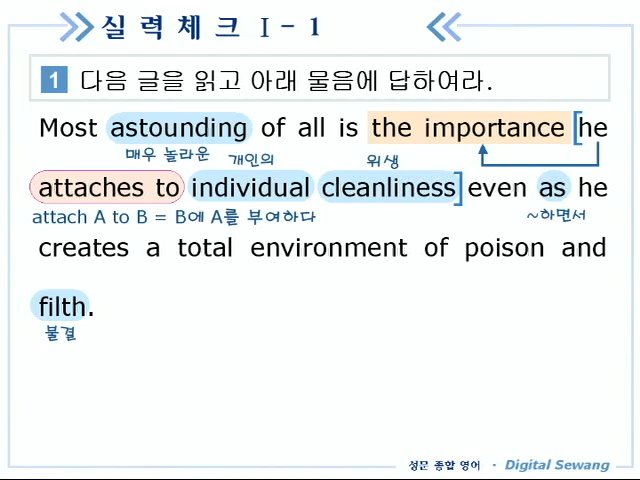 실력체크 I - 1
1 다음 글을 읽고 아래 물음에 답하여라.
Most astounding of all is the importance [he
매우 놀라운 개인의 위생
attaches to individual cleanliness] even as he
attach A to B = B에 A를 부여하다 ~하면서
creates a total environment of poison and
filth.
불결
성문 종합 영어 · Digital Sewang